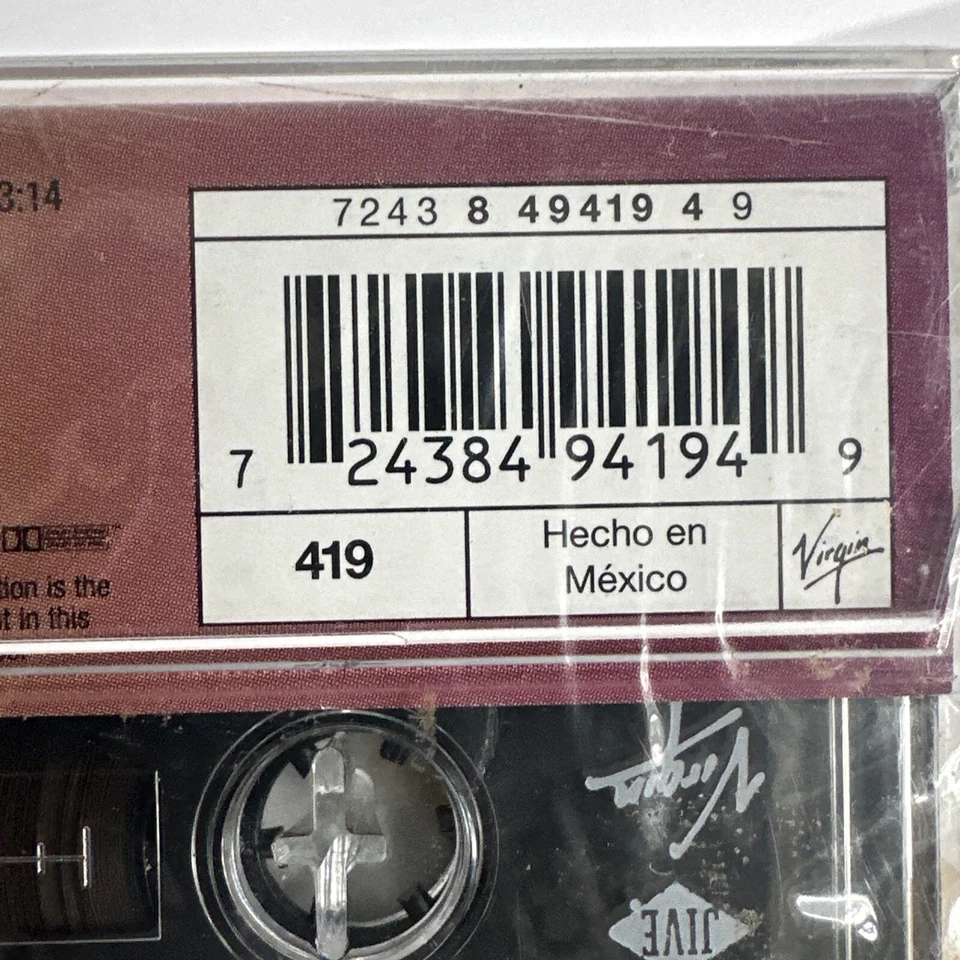 3:14
7243 8 49419 4 9
7 24384 94194 9
419
Hecho en
México
Virgin
tion is the
t in this
Virgin
JIVE